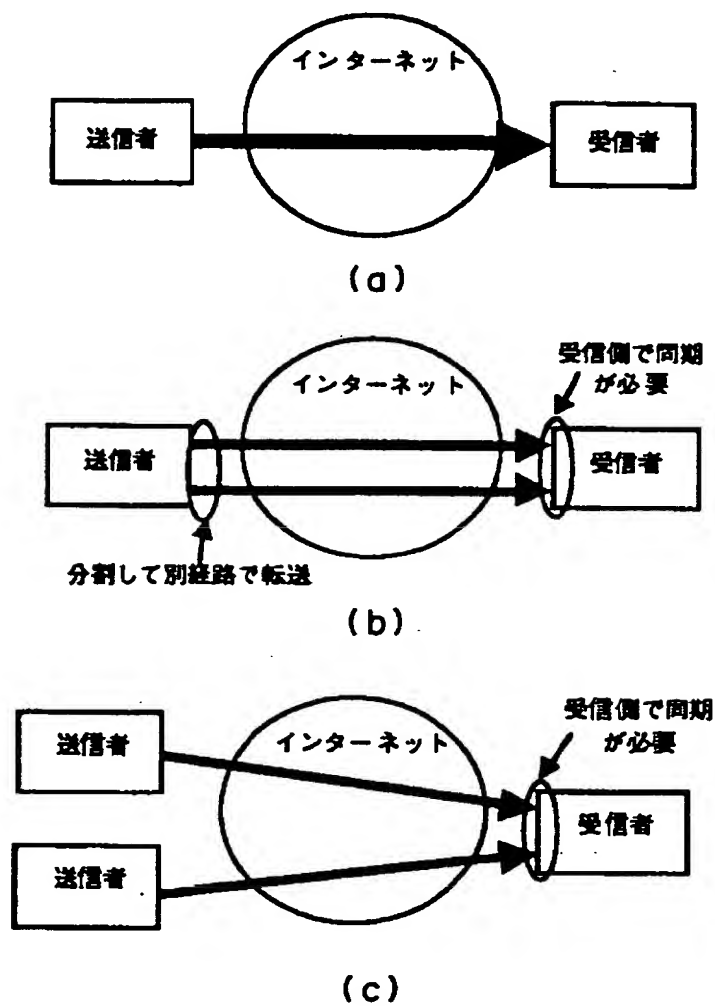 インターネット
送信者
受信者
(a)
受信側で同期
が必要
インターネット
送信者
受信者
分割して別経路で転送
(b)
受信側で同期
が必要
送信者
インターネット
受信者
送信者
(c)